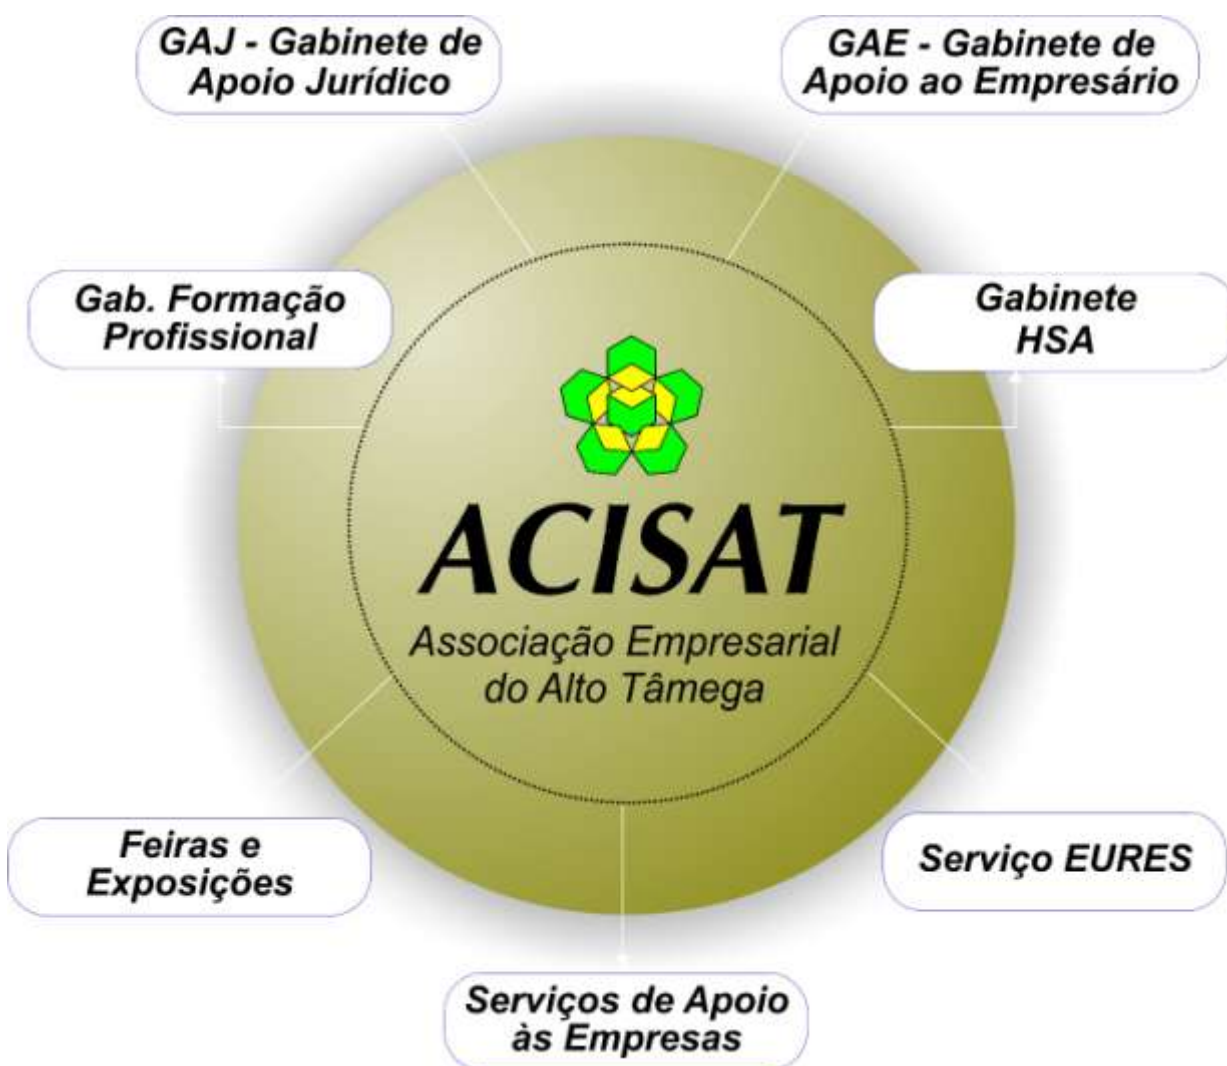 GAJ - Gabinete de
Apoio Jurídico
GAE - Gabinete de
Apoio ao Empresário
Gab. Formação
Profissional
Gabinete
HSA
ACISAT
Associação Empresarial
do Alto Tâmega
Feiras e
Exposições
Serviço EURES
Serviços de Apoio
às Empresas